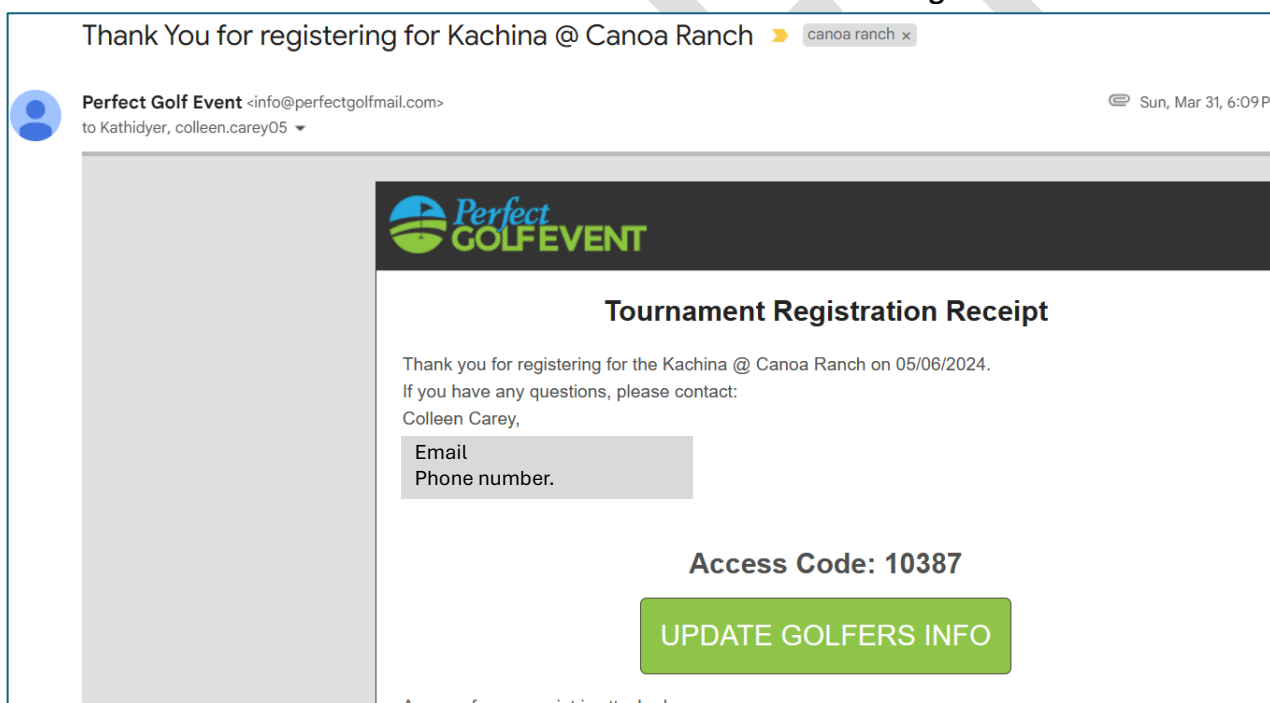 Thank You for registering for Kachina @ Canoa Ranch canoa ranch ×
Perfect Golf Event <info@perfectgolfmail.com> Sun, Mar 31, 6:09 P
to Kathidyer, colleen.carey05
Perfect
GOLF EVENT
Tournament Registration Receipt
Thank you for registering for the Kachina @ Canoa Ranch on 05/06/2024.
If you have any questions, please contact:
Colleen Carey,
Email
Phone number.
Access Code: 10387
UPDATE GOLFERS INFO